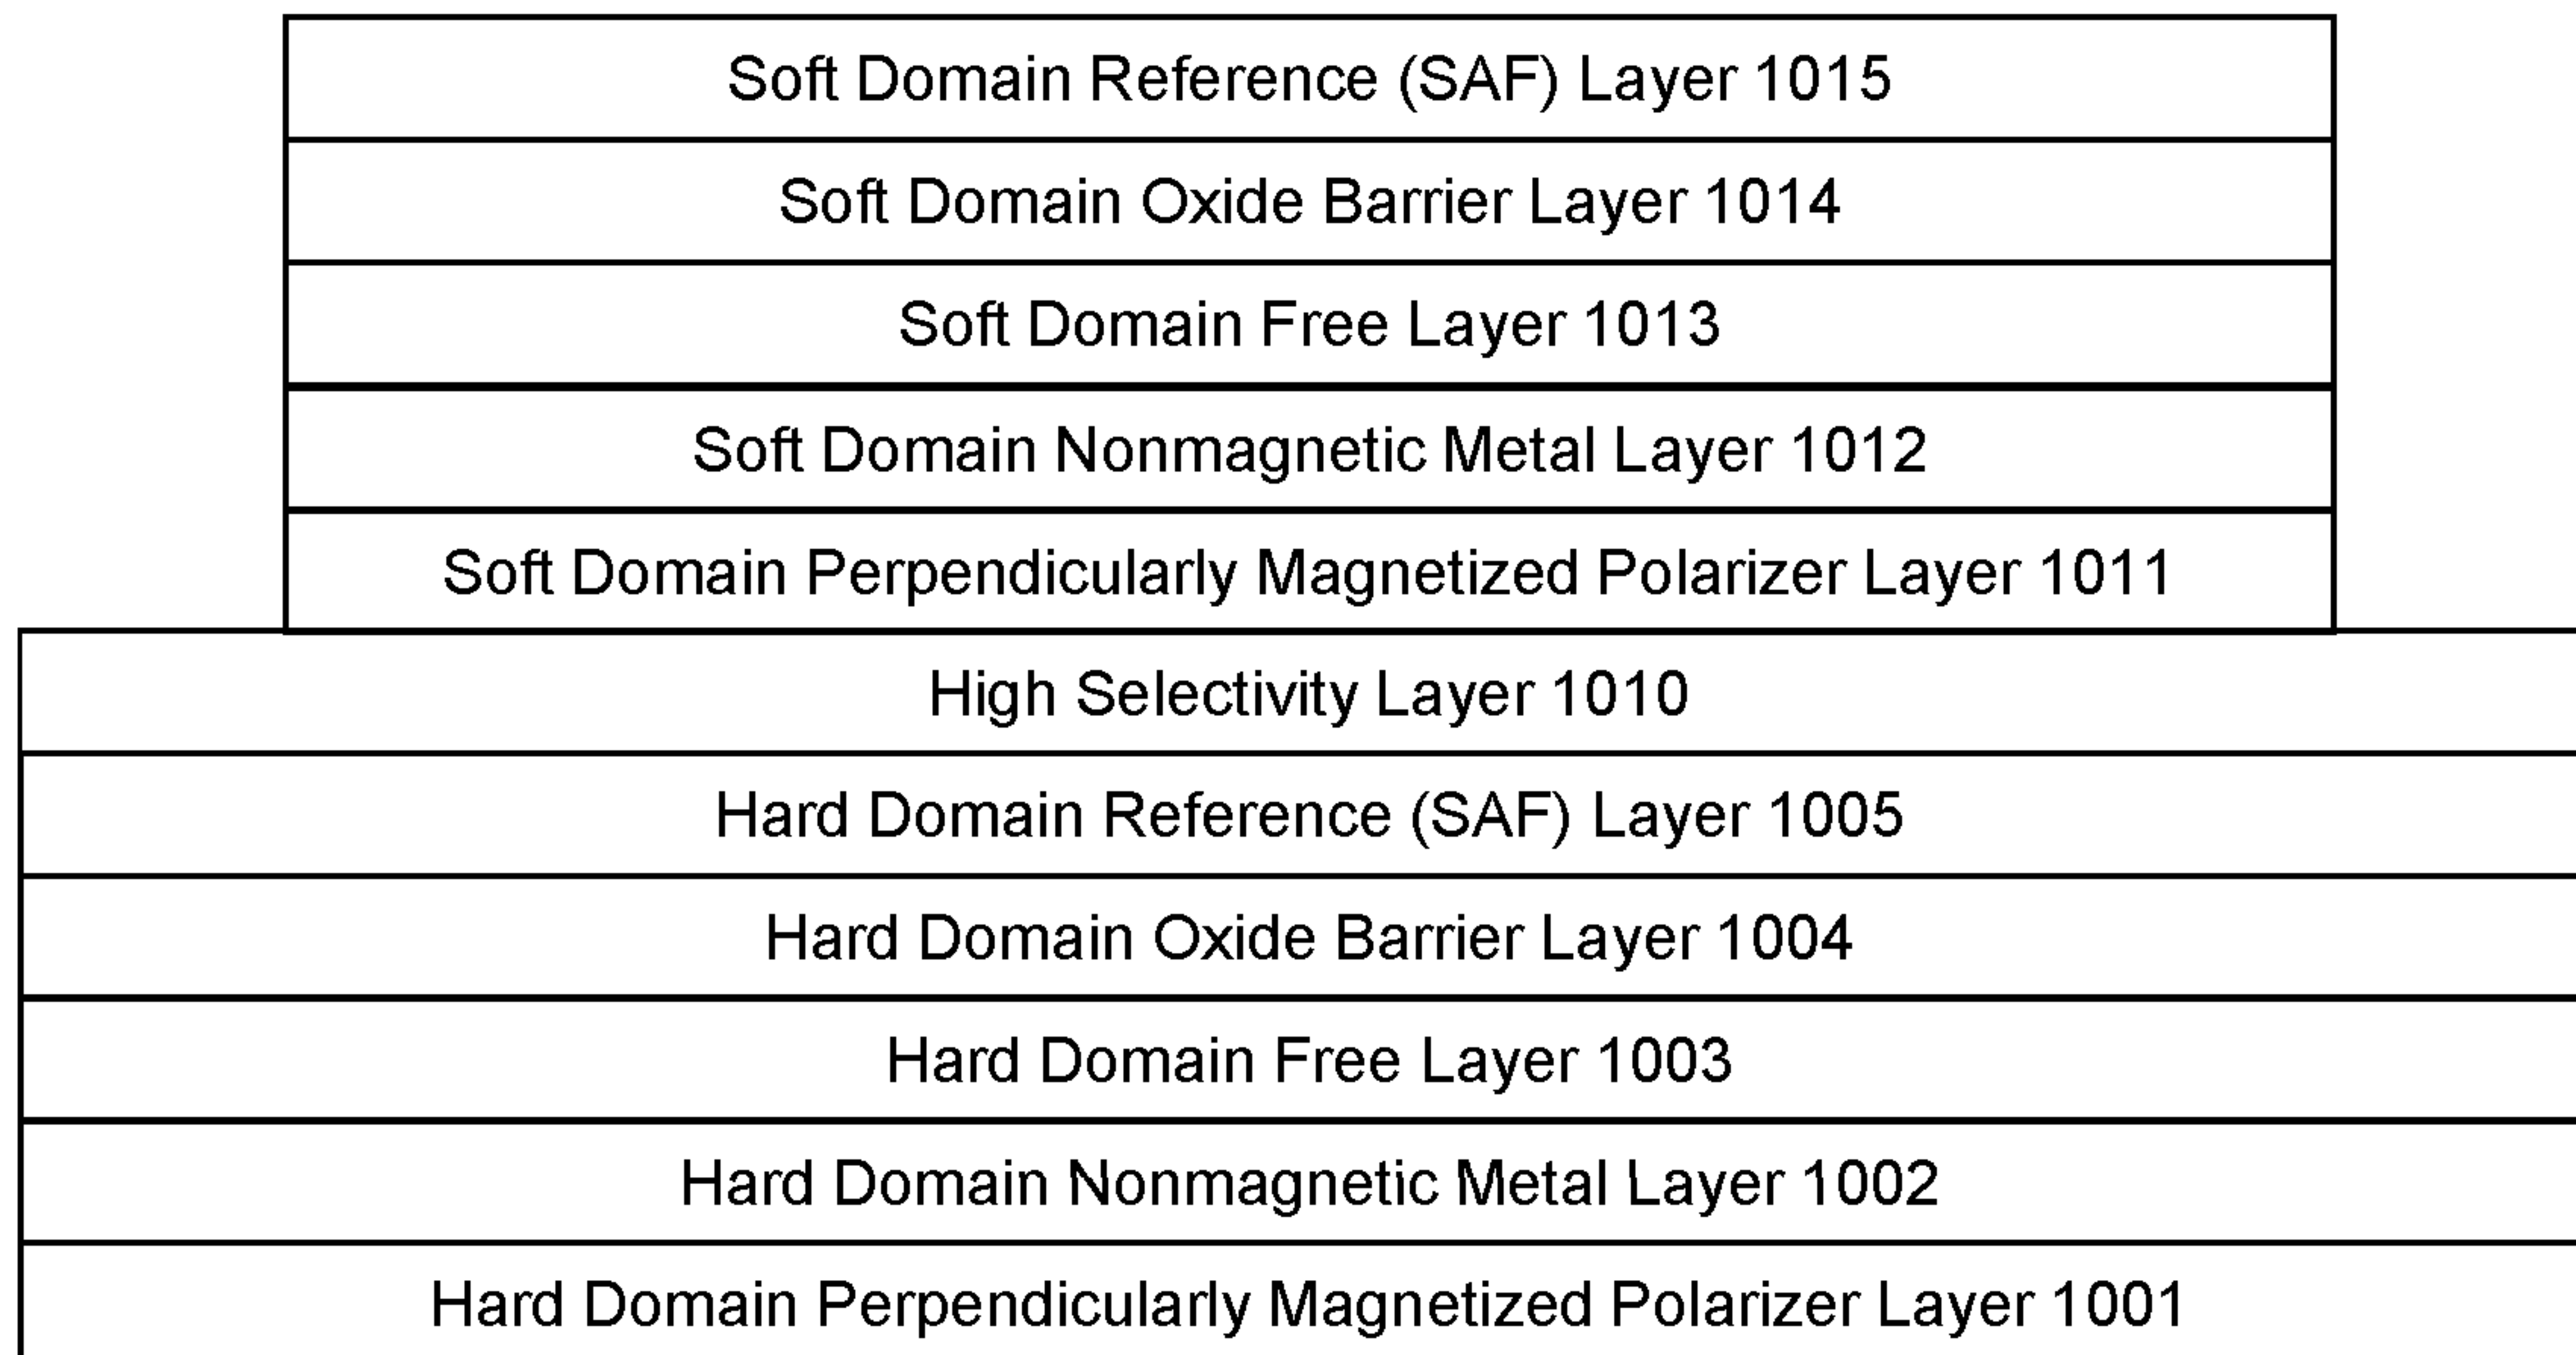 Soft Domain Reference (SAF) Layer 1015
Soft Domain Oxide Barrier Layer 1014
Soft Domain Free Layer 1013
Soft Domain Nonmagnetic Metal Layer 1012
Soft Domain Perpendicularly Magnetized Polarizer Layer 1011
High Selectivity Layer 1010
Hard Domain Reference (SAF) Layer 1005
Hard Domain Oxide Barrier Layer 1004
Hard Domain Free Layer 1003
Hard Domain Nonmagnetic Metal Layer 1002
Hard Domain Perpendicularly Magnetized Polarizer Layer 1001